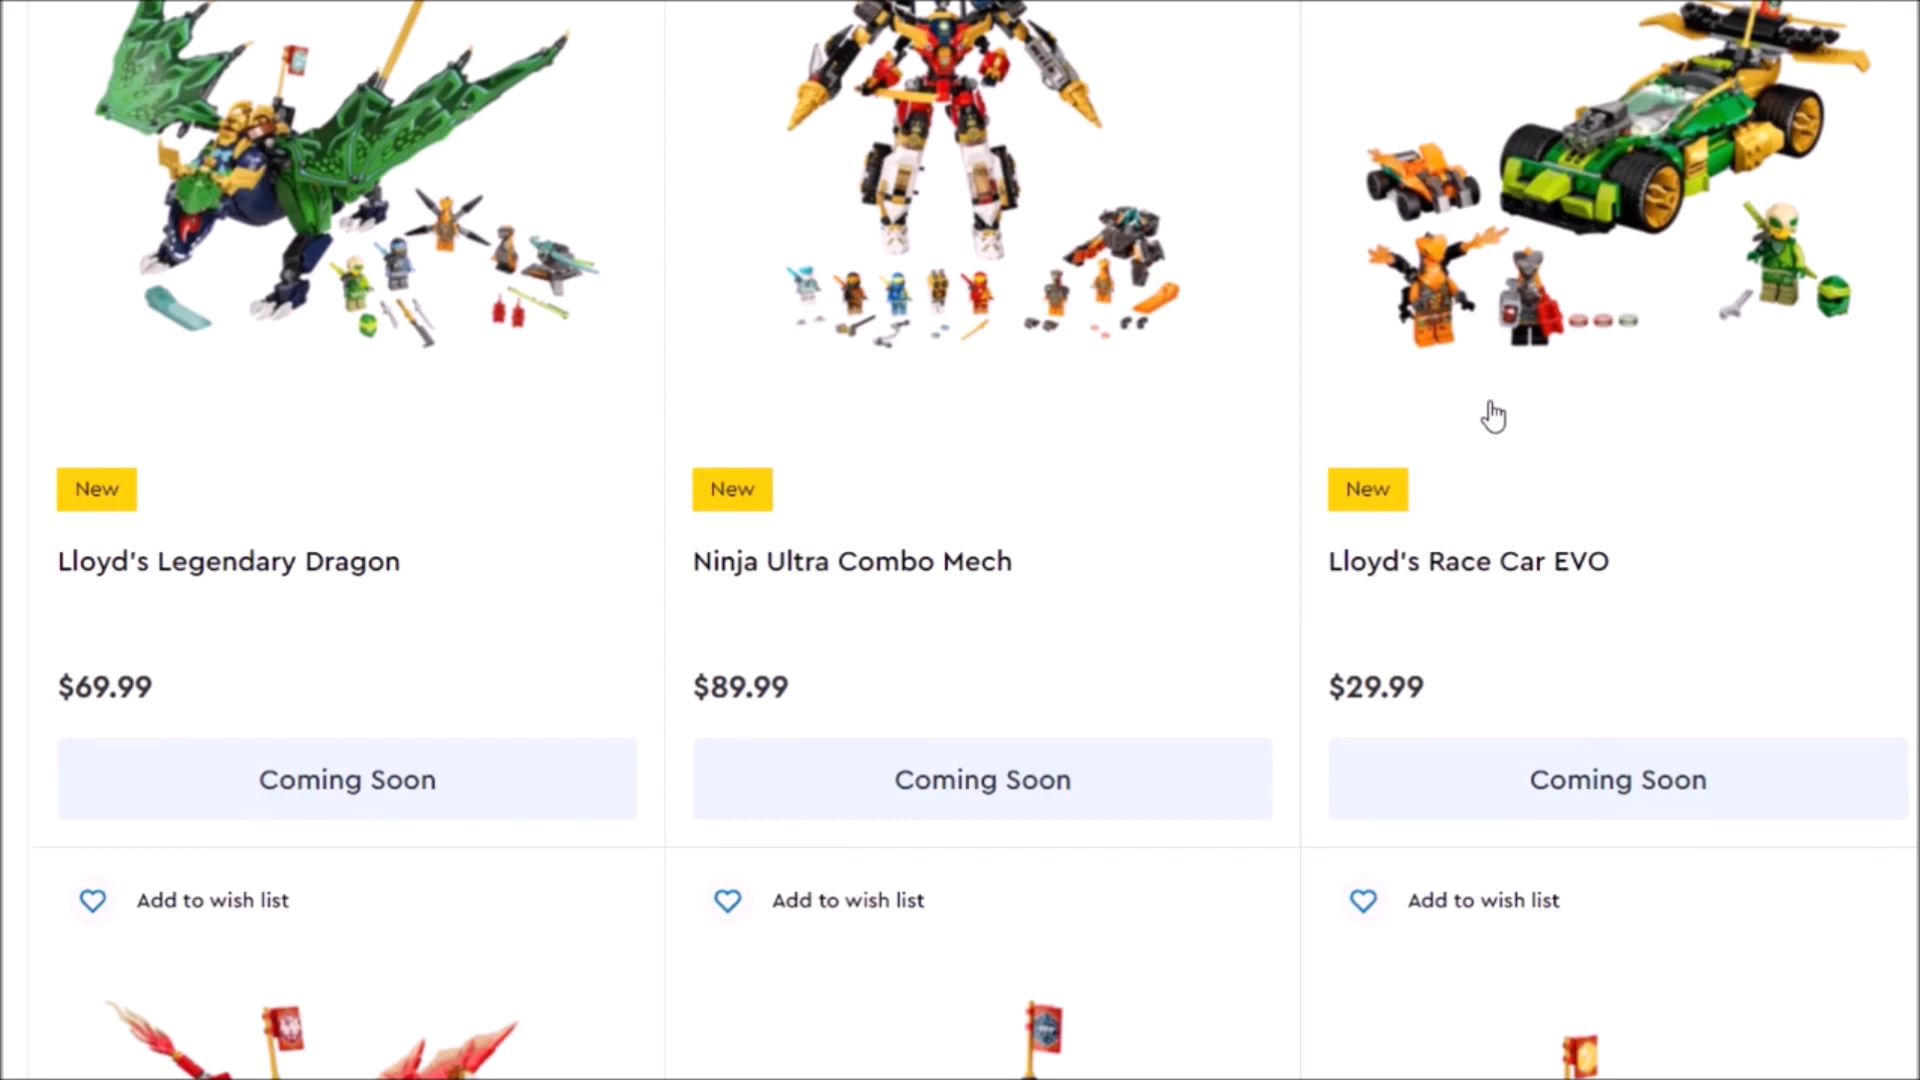 New
New
New
Lloyd's Legendary Dragon
Ninja Ultra Combo Mech
Lloyd's Race Car EVO
$69.99
$89.99
$29.99
Coming Soon
Coming Soon
Coming Soon
Add to wish list
Add to wish list
Add to wish list